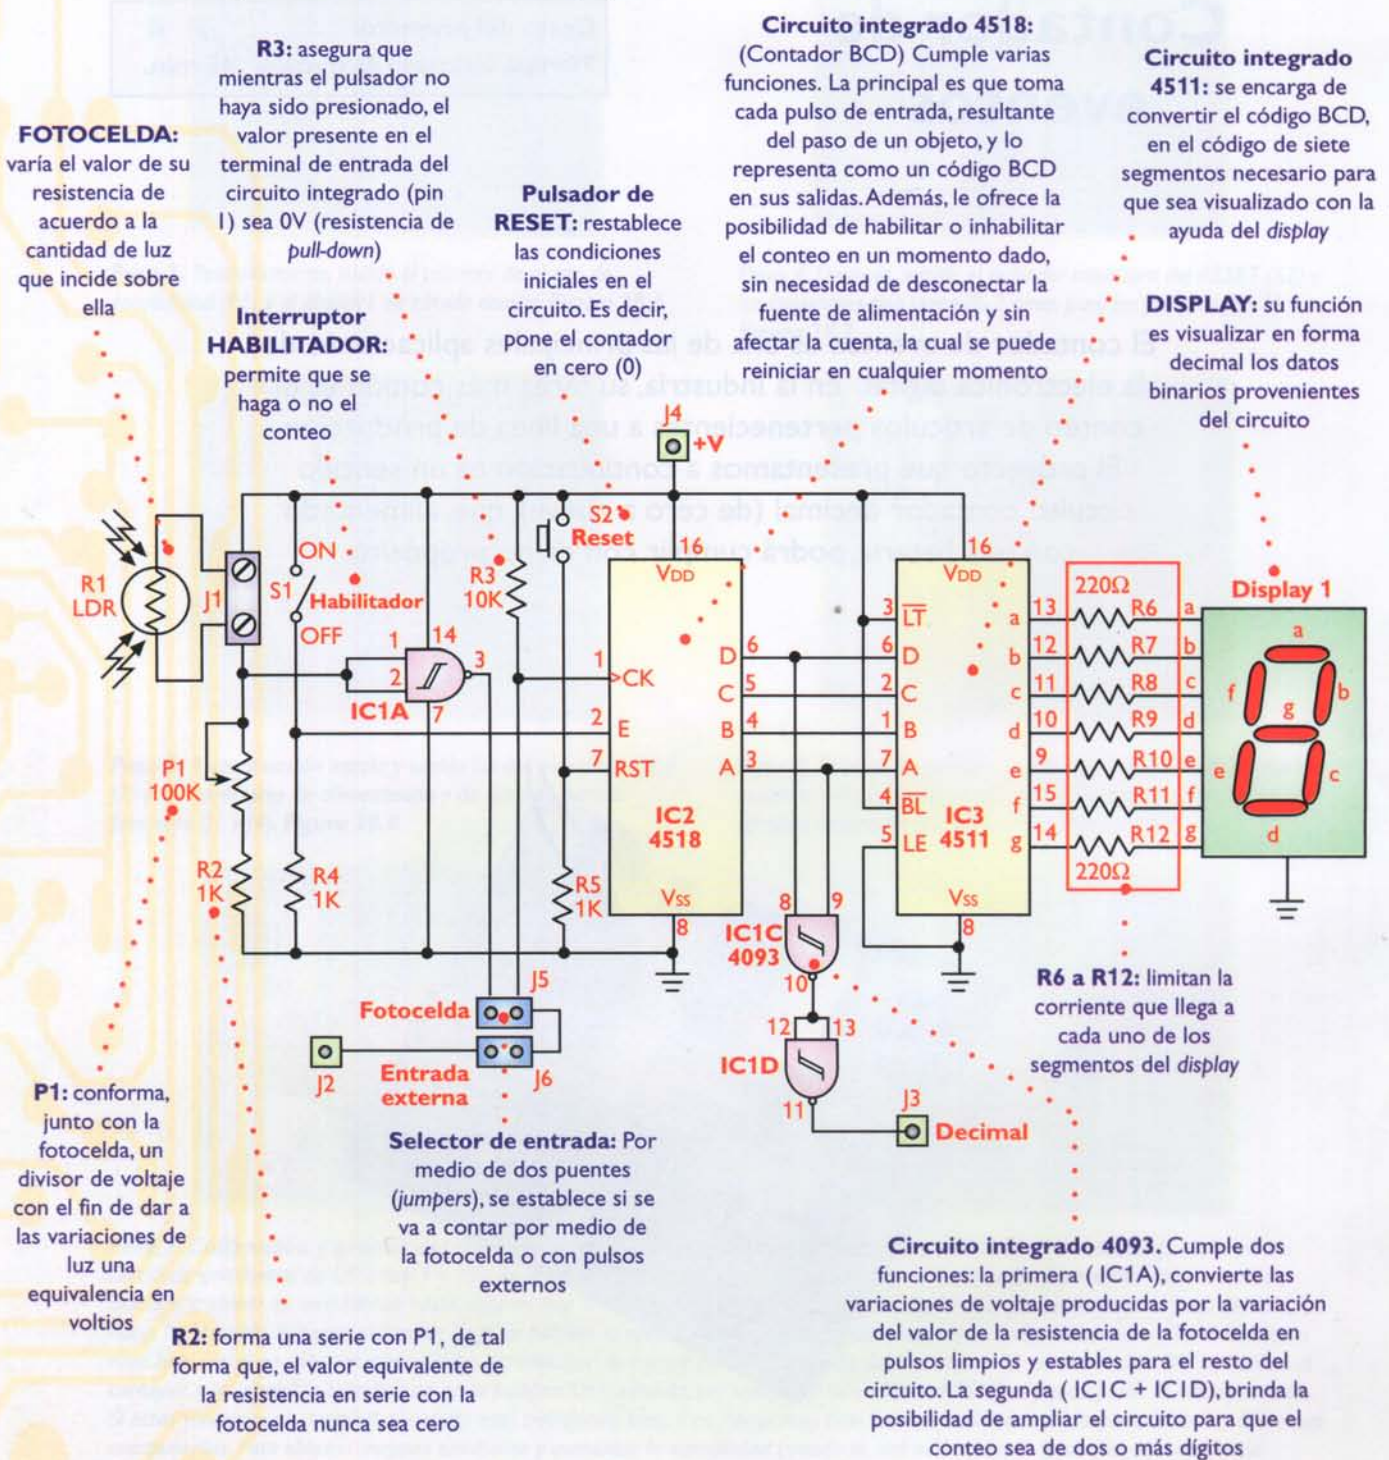 R3: asegura que
mientras el pulsador no
haya sido presionado, el
valor presente en el
terminal de entrada del
circuito integrado (pin
1) sea 0V (resistencia de
pull-down)
FOTOCELDA:
varía el valor de su
resistencia de
acuerdo a la
cantidad de luz
que incide sobre
ella
Pulsador de
RESET: restablece
las condiciones
iniciales en el
circuito. Es decir,
pone el contador
en cero (0)
Interruptor
HABILITADOR:
permite que se
haga o no el
conteo
Circuito integrado 4518:
(Contador BCD) Cumple varias
funciones. La principal es que toma
cada pulso de entrada, resultante
del paso de un objeto, y lo
representa como un código BCD
en sus salidas. Además, le ofrece la
posibilidad de habilitar o inhabilitar
el conteo en un momento dado,
sin necesidad de desconectar la
fuente de alimentación y sin
afectar la cuenta, la cual se puede
reiniciar en cualquier momento
Circuito integrado
4511: se encarga de
convertir el código BCD,
en el código de siete
segmentos necesario para
que sea visualizado con la
ayuda del display
DISPLAY: su función
es visualizar en forma
decimal los datos
binarios provenientes
del circuito
J4
+V
R1
LDR
J1
ON
S1
Habilitador
OFF
1
2
14
3
7
IC1A
R3
10K
S2
Reset
P1
100K
R2
1K
R4
1K
R5
1K
16
VDD
1
>CK
2
E
7
RST
D 6
C 5
B 4
A 3
IC2
4518
Vss
8
16
VDD
3 LT
6 D
2 C
1 B
7 A
4 BL
5 LE
IC3
4511
Vss
8
a 13
b 12
c 11
d 10
e 9
f 15
g 14
220Ω
R6 a
R7 b
R8 c
R9 d
R10 e
R11 f
R12 g
220Ω
Display 1
a
f
b
g
e
c
d
8
9
IC1C
4093
10
12
13
IC1D
11
J3
Decimal
J5
Fotocelda
J2
Entrada
externa
J6
R6 a R12: limitan la
corriente que llega a
cada uno de los
segmentos del display
P1: conforma,
junto con la
fotocelda, un
divisor de voltaje
con el fin de dar a
las variaciones de
luz una
equivalencia en
voltios
Selector de entrada: Por
medio de dos puentes
(jumpers), se establece si se
va a contar por medio de
la fotocelda o con pulsos
externos
R2: forma una serie con P1, de tal
forma que, el valor equivalente de
la resistencia en serie con la
fotocelda nunca sea cero
Circuito integrado 4093. Cumple dos
funciones: la primera ( IC1A), convierte las
variaciones de voltaje producidas por la variación
del valor de la resistencia de la fotocelda en
pulsos limpios y estables para el resto del
circuito. La segunda ( IC1C + IC1D), brinda la
posibilidad de ampliar el circuito para que el
conteo sea de dos o más dígitos